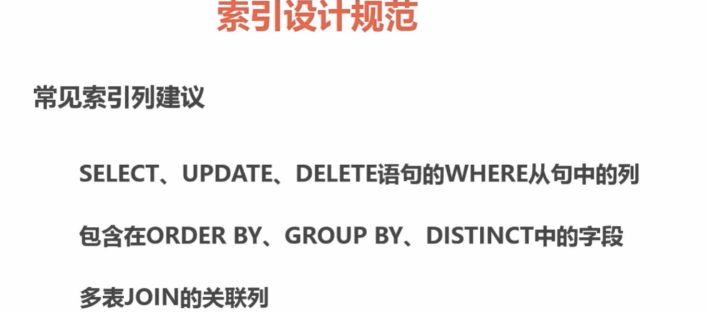 索引设计规范
常见索引列建议
SELECT、UPDATE、DELETE语句的WHERE从句中的列
包含在ORDER BY、GROUP BY、DISTINCT中的字段
多表JOIN的关联列